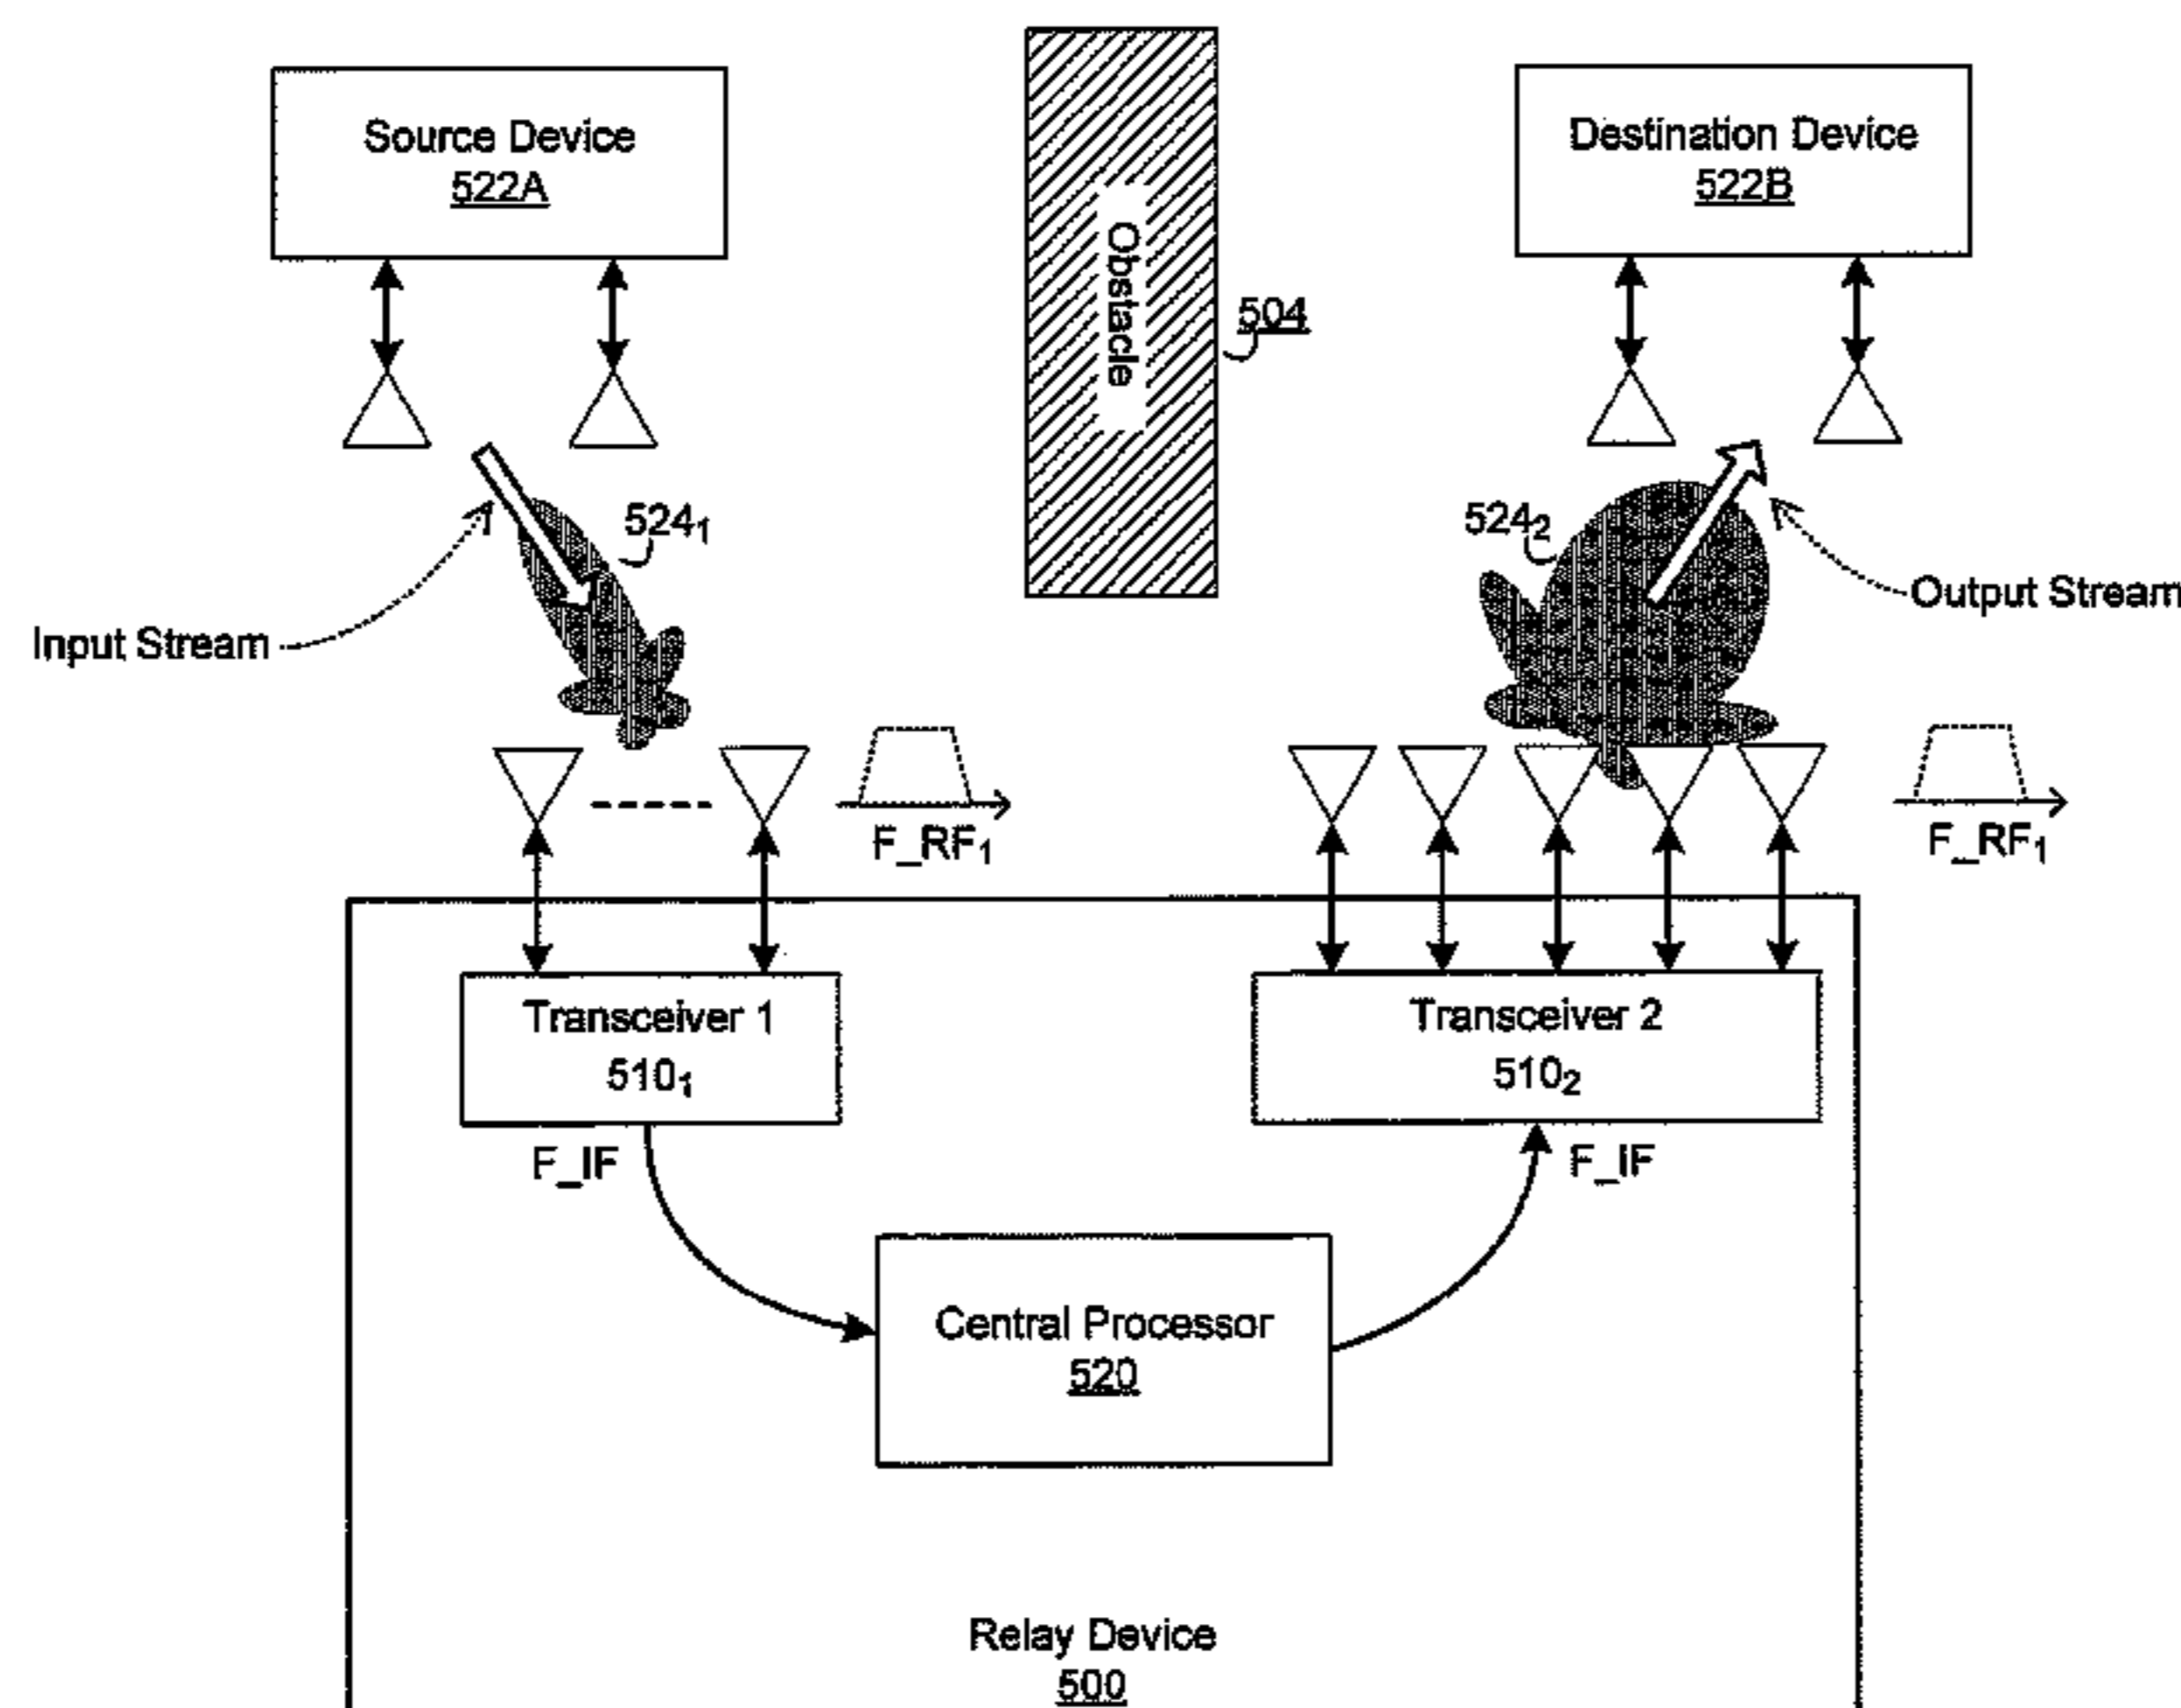 Source Device
522A
Obstacle
504
Destination Device
522B
524₁
524₂
Input Stream
Output Stream
F_RF₁
F_RF₁
Transceiver 1
510₁
Transceiver 2
510₂
F_IF
F_IF
Central Processor
520
Relay Device
500